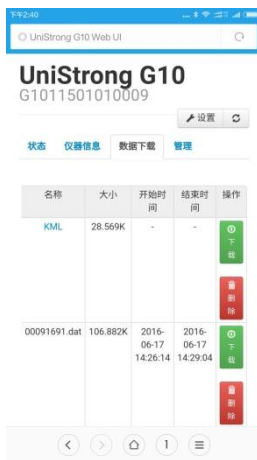 下午2:40
UniStrong G10 Web UI
UniStrong G10
G1011501010009
设置
状态 仪器信息 数据下载 管理
名称 大小 开始时间 结束时间 操作
KML 28.569K - - 下载
删除
00091691.dat 106.882K 2016-06-17 14:26:14 2016-06-17 14:29:04 下载
删除
1